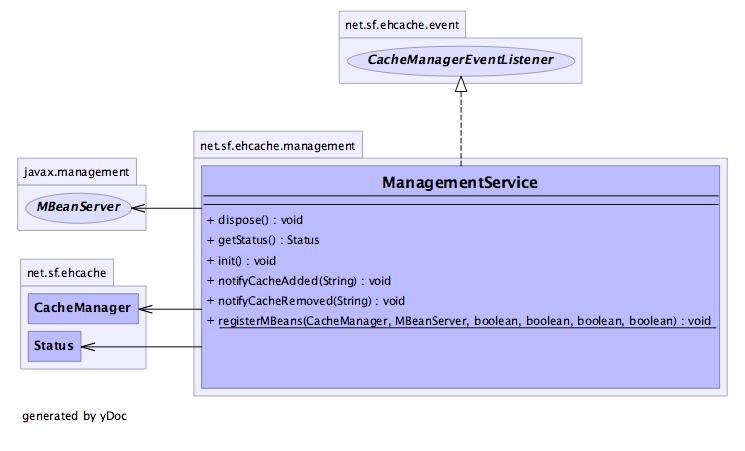 net.sf.ehcache.event
CacheManagerEventListener
net.sf.ehcache.management
javax.management
MBeanServer
ManagementService
+ dispose() : void
+ getStatus() : Status
+ init() : void
+ notifyCacheAdded(String) : void
+ notifyCacheRemoved(String) : void
+ registerMBeans(CacheManager, MBeanServer, boolean, boolean, boolean, boolean) : void
net.sf.ehcache
CacheManager
Status
generated by yDoc